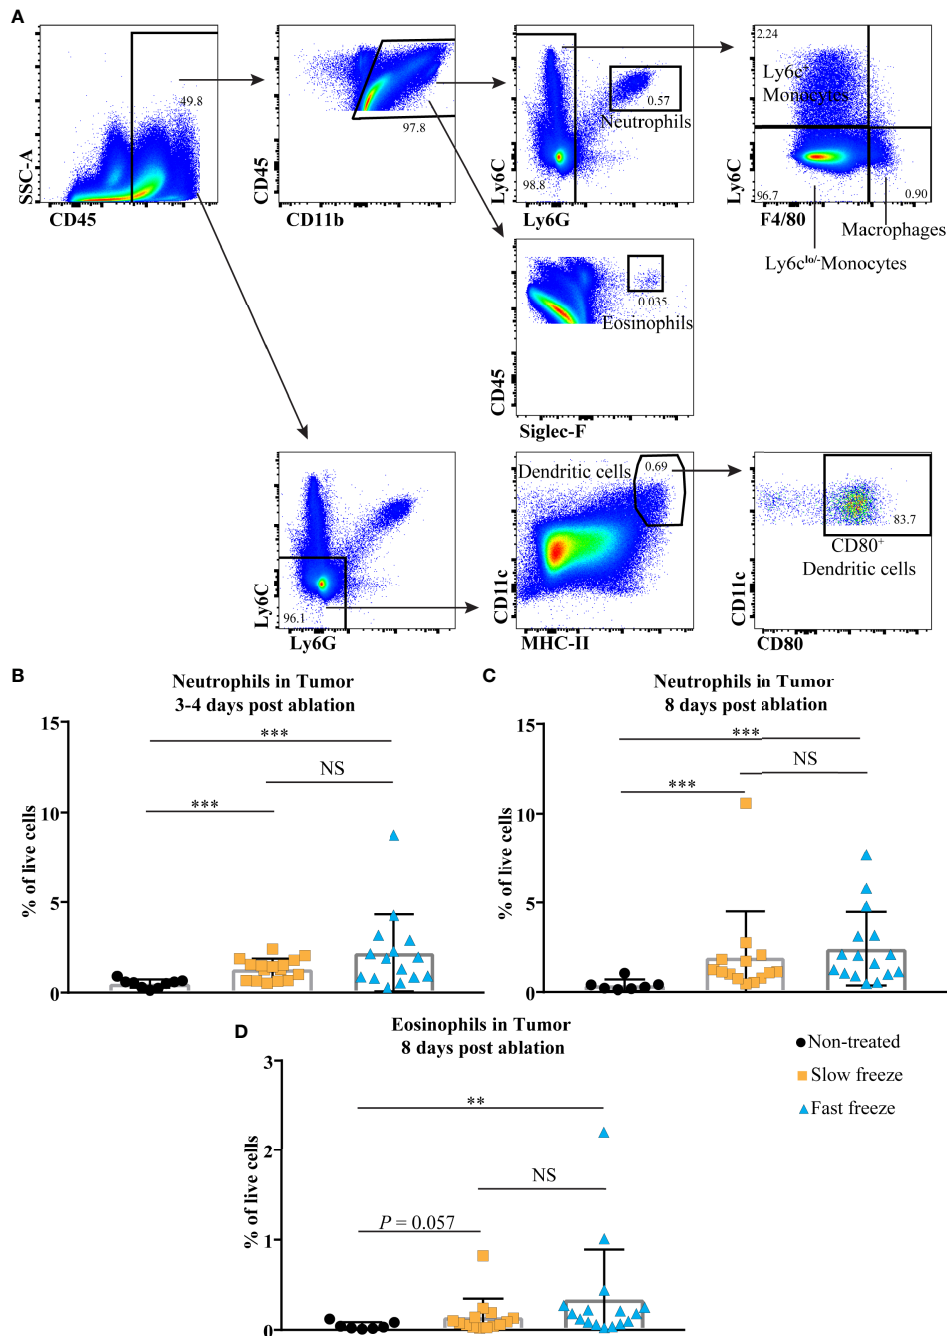 A
SSC-A
49.8
CD45
CD45
97.8
CD11b
Ly6C
0.57
Neutrophils
98.8
Ly6G
2.24
Ly6c
Monocytes
Ly6C
96.7
0.90
F4/80
Macrophages
Ly6clo/-Monocytes
0.035
Eosinophils
CD45
Siglec-F
Ly6C
96.1
Ly6G
Dendritic cells
0.69
CD11c
MHC-II
83.7
CD80+
Dendritic cells
CD11c
CD80
B
Neutrophils in Tumor
3-4 days post ablation
% of live cells
15
10
5
0
***
NS
***
C
Neutrophils in Tumor
8 days post ablation
% of live cells
15
10
5
0
***
NS
***
D
Eosinophils in Tumor
8 days post ablation
% of live cells
3
2
1
0
**
NS
P = 0.057
Non-treated
Slow freeze
Fast freeze